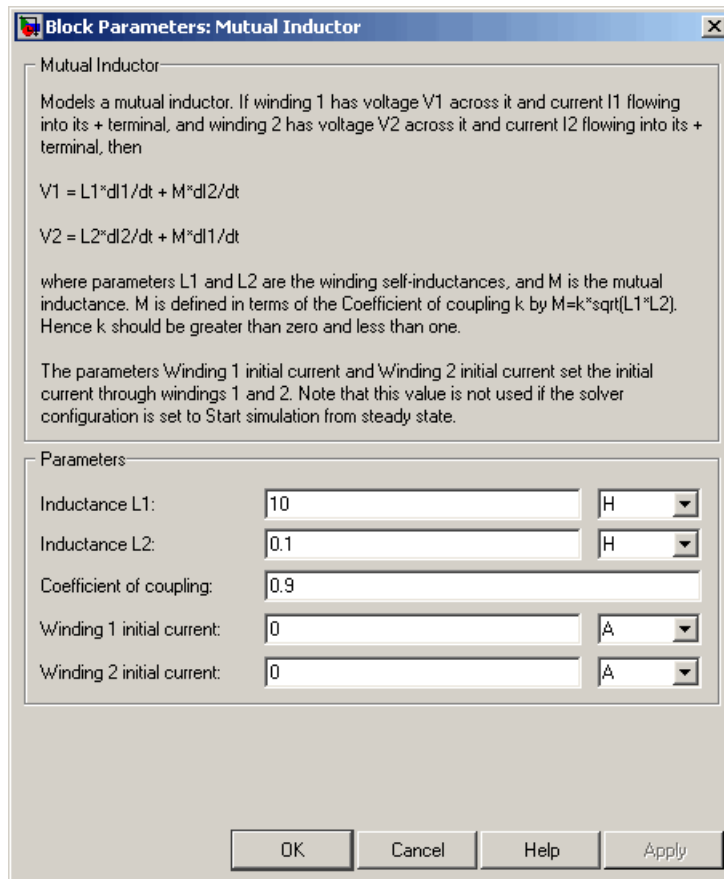 Block Parameters: Mutual Inductor
Mutual Inductor
Models a mutual inductor. If winding 1 has voltage V1 across it and current I1 flowing
into its + terminal, and winding 2 has voltage V2 across it and current I2 flowing into its +
terminal, then
V1 = L1*dI1/dt + M*dI2/dt
V2 = L2*dI2/dt + M*dI1/dt
where parameters L1 and L2 are the winding self-inductances, and M is the mutual
inductance. M is defined in terms of the Coefficient of coupling k by M=k*sqrt(L1*L2).
Hence k should be greater than zero and less than one.
The parameters Winding 1 initial current and Winding 2 initial current set the initial
current through windings 1 and 2. Note that this value is not used if the solver
configuration is set to Start simulation from steady state.
Parameters
Inductance L1: 10 H
Inductance L2: 0.1 H
Coefficient of coupling: 0.9
Winding 1 initial current: 0 A
Winding 2 initial current: 0 A
OK Cancel Help Apply